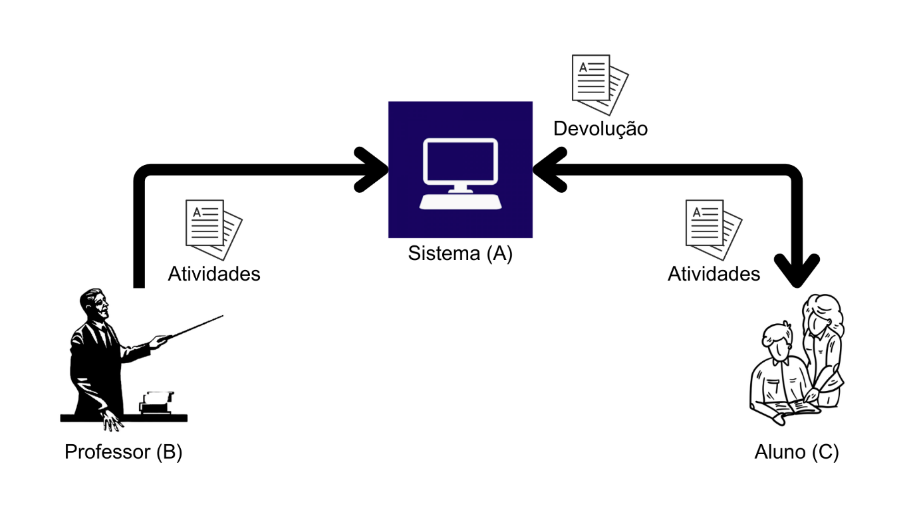 Devolução
Sistema (A)
Atividades
Atividades
Professor (B)
Aluno (C)
A
A
A